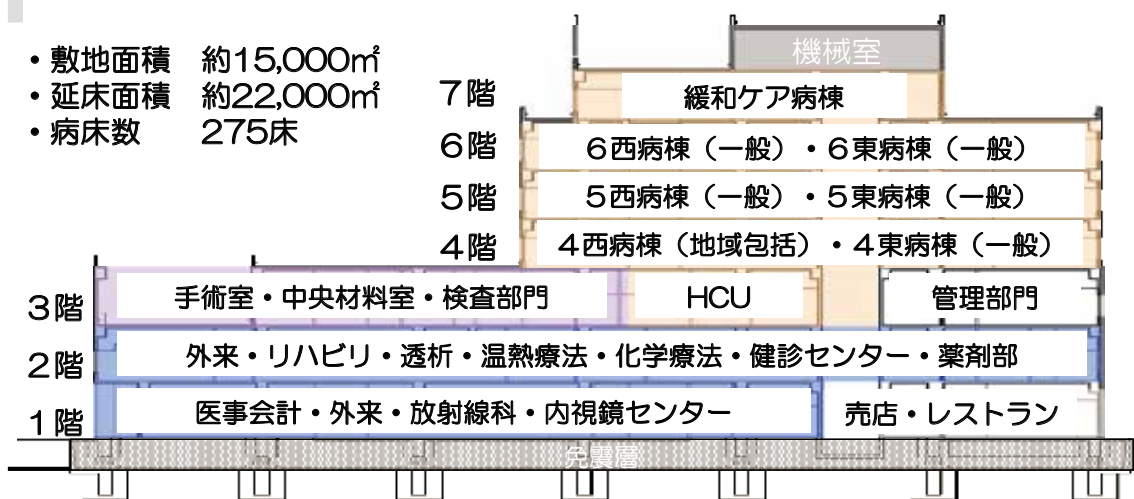 ・敷地面積　約15,000㎡
・延床面積　約22,000㎡
・病床数　275床
機械室
7階　緩和ケア病棟
6階　6西病棟（一般）・6東病棟（一般）
5階　5西病棟（一般）・5東病棟（一般）
4階　4西病棟（地域包括）・4東病棟（一般）
3階　手術室・中央材料室・検査部門　HCU　管理部門
2階　外来・リハビリ・透析・温熱療法・化学療法・健診センター・薬剤部
1階　医事会計・外来・放射線科・内視鏡センター　売店・レストラン
免震層